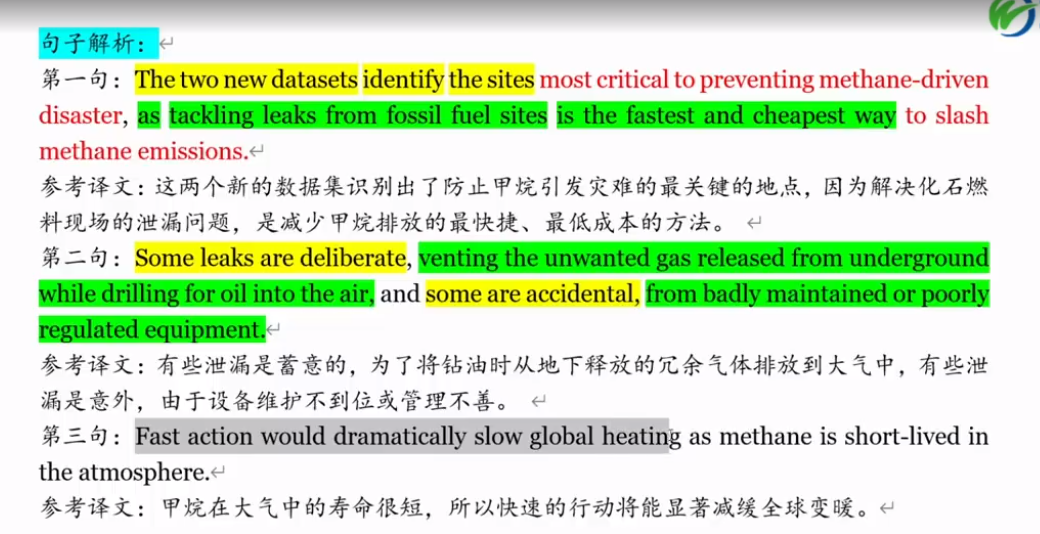 句子解析：
第一句：The two new datasets identify the sites most critical to preventing methane-driven
disaster, as tackling leaks from fossil fuel sites is the fastest and cheapest way to slash
methane emissions.
参考译文：这两个新的数据集识别出了防止甲烷引发灾难的最关键的地点，因为解决化石燃
料现场的泄漏问题，是减少甲烷排放的最快捷、最低成本的方法。
第二句：Some leaks are deliberate, venting the unwanted gas released from underground
while drilling for oil into the air, and some are accidental, from badly maintained or poorly
regulated equipment.
参考译文：有些泄漏是蓄意的，为了将钻油时从地下释放的冗余气体排放到大气中，有些泄
漏是意外，由于设备维护不到位或管理不善。
第三句：Fast action would dramatically slow global heating as methane is short-lived in
the atmosphere.
参考译文：甲烷在大气中的寿命很短，所以快速的行动将能显著减缓全球变暖。